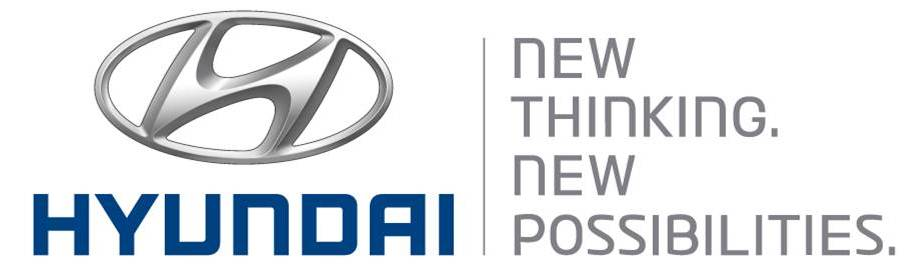 HYUNDAI
NEW
THINKING.
NEW
POSSIBILITIES.